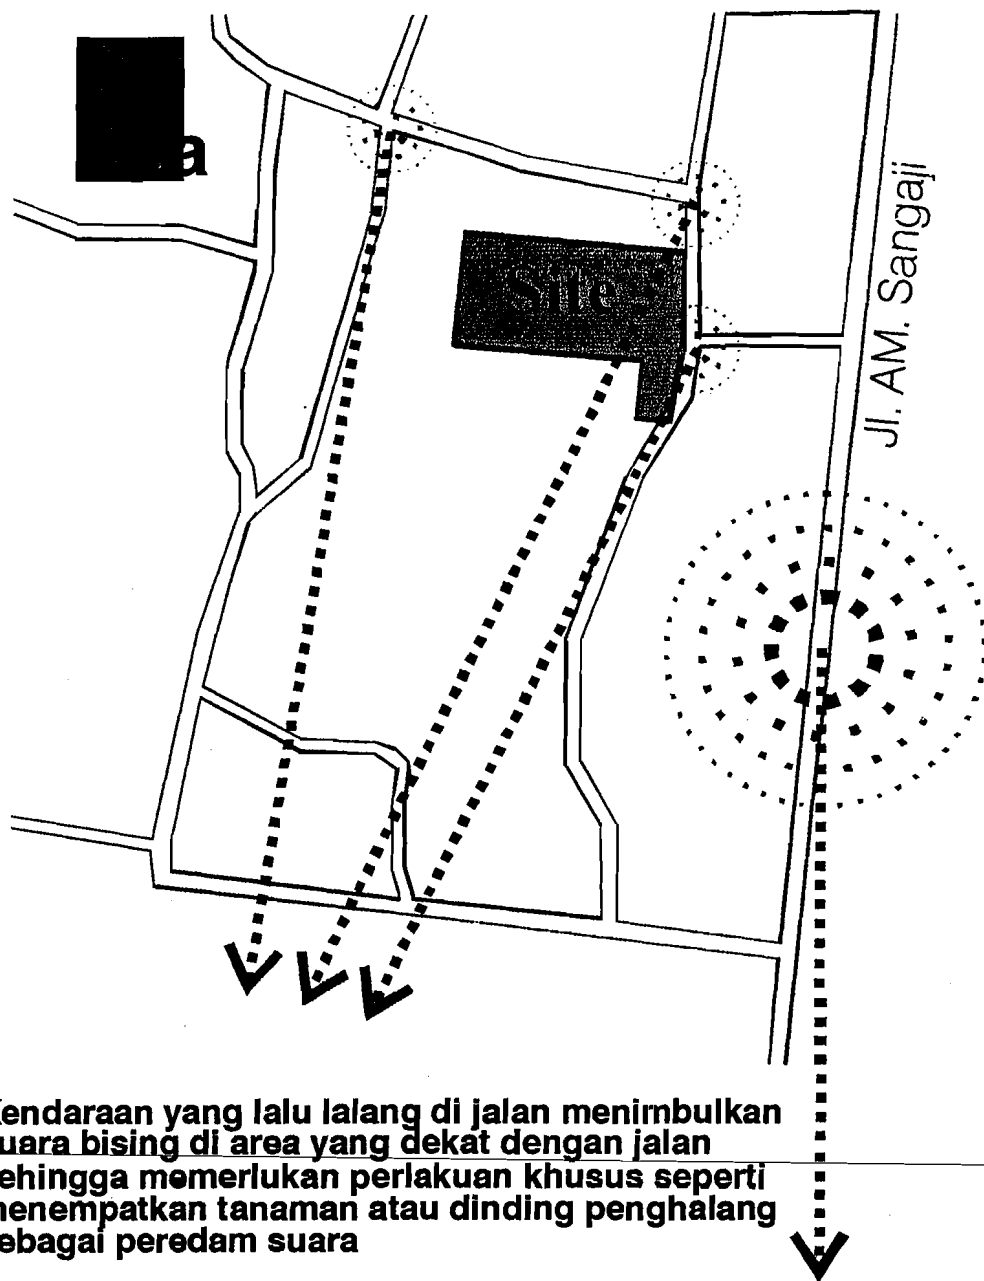 a
Site
Jl. AM. Sangaji
endaraan yang lalu lalang di jalan menimbulkan
uara bising di area yang dekat dengan jalan
ehingga memerlukan perlakuan khusus seperti
enempatkan tanaman atau dinding penghalang
ebagai peredam suara